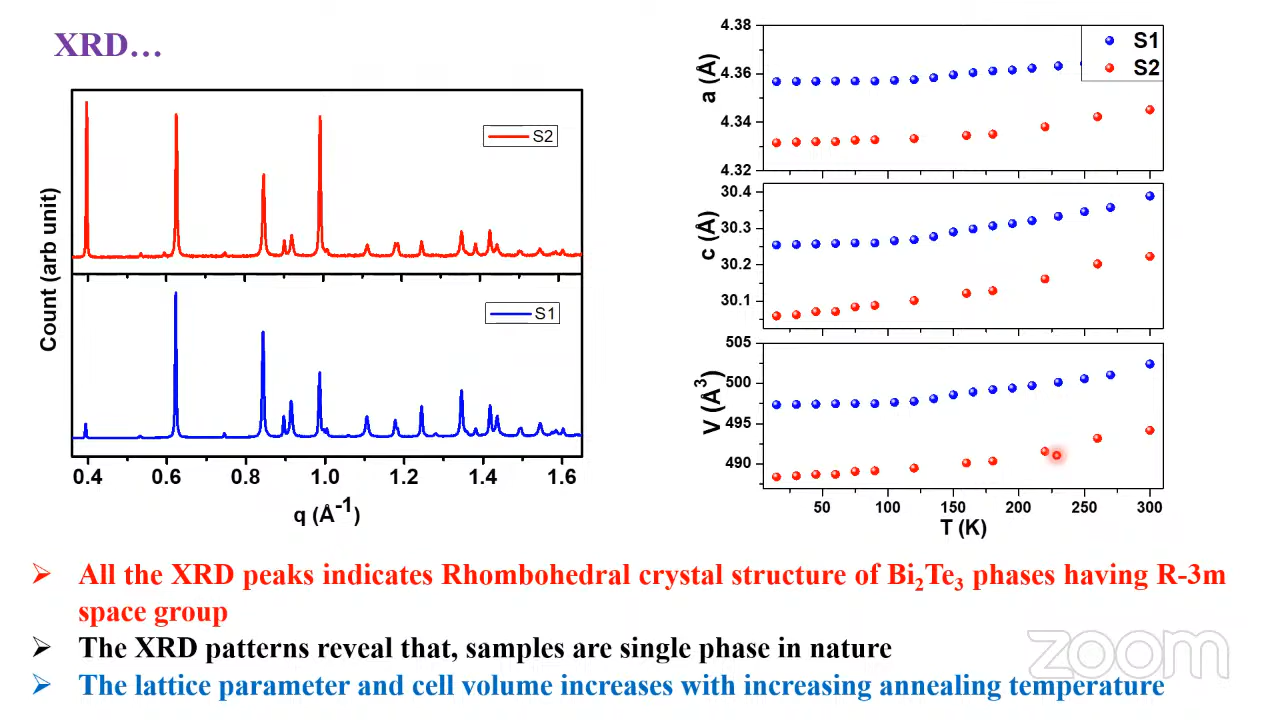 XRD...
S2
S1
Count (arb unit)
0.4 0.6 0.8 1.0 1.2 1.4 1.6
q (Å-1)
4.38
4.36
4.34
4.32
a (Å)
S1
S2
30.4
30.3
30.2
30.1
c (Å)
505
500
495
490
V (Å3)
50 100 150 200 250 300
T (K)
➢ All the XRD peaks indicates Rhombohedral crystal structure of Bi2Te3 phases having R-3m
space group
➢ The XRD patterns reveal that, samples are single phase in nature
➢ The lattice parameter and cell volume increases with increasing annealing temperature
zoom